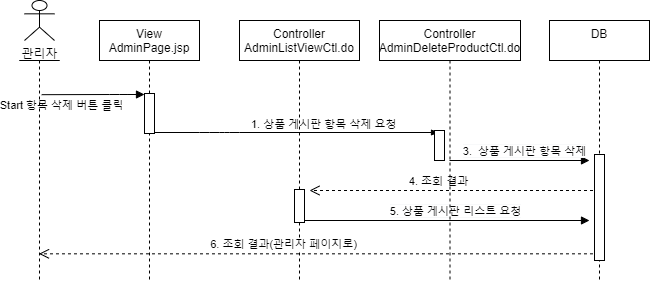 View
AdminPage.jsp
Controller
AdminListViewCtl.do
Controller
AdminDeleteProductCtl.do
DB
관리자
Start 항목 삭제 버튼 클릭
1. 상품 게시판 항목 삭제 요청
3.  상품 게시판 항목 삭제
4. 조회 결과
5. 상품 게시판 리스트 요청
6. 조회 결과(관리자 페이지로)